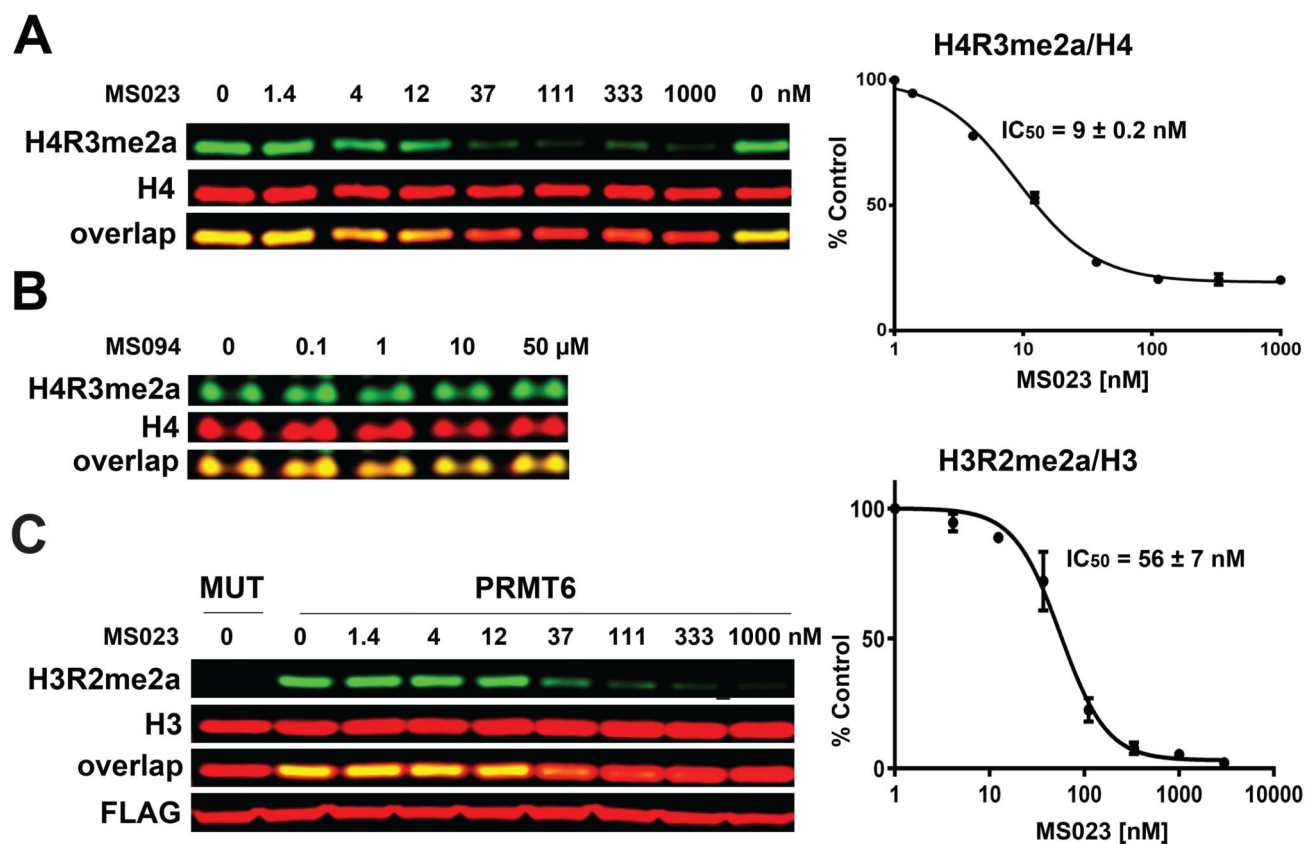 A
MS023 0 1.4 4 12 37 111 333 1000 0 nM
H4R3me2a
H4
overlap
H4R3me2a/H4
100
50
0
% Control
IC50 = 9 ± 0.2 nM
1 10 100 1000
MS023 [nM]
B
MS094 0 0.1 1 10 50 µM
H4R3me2a
H4
overlap
C
MUT PRMT6
MS023 0 0 1.4 4 12 37 111 333 1000 nM
H3R2me2a
H3
overlap
FLAG
H3R2me2a/H3
100
50
0
% Control
IC50 = 56 ± 7 nM
1 10 100 1000 10000
MS023 [nM]